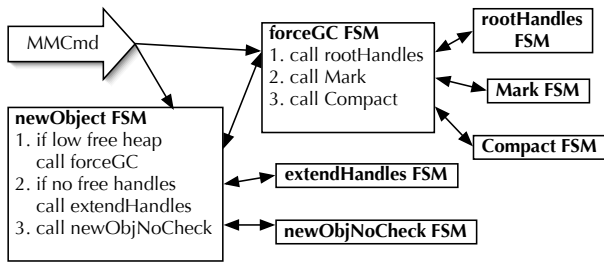 MMCmd
forceGC FSM
1. call rootHandles
2. call Mark
3. call Compact
rootHandles
FSM
Mark FSM
Compact FSM
newObject FSM
1. if low free heap
call forceGC
2. if no free handles
call extendHandles
3. call newObjNoCheck
extendHandles FSM
newObjNoCheck FSM